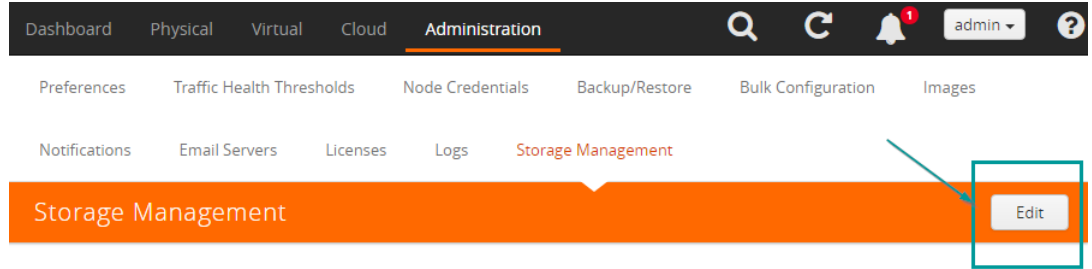 Dashboard Physical Virtual Cloud Administration 1 admin ?
Preferences Traffic Health Thresholds Node Credentials Backup/Restore Bulk Configuration Images
Notifications Email Servers Licenses Logs Storage Management
Storage Management Edit